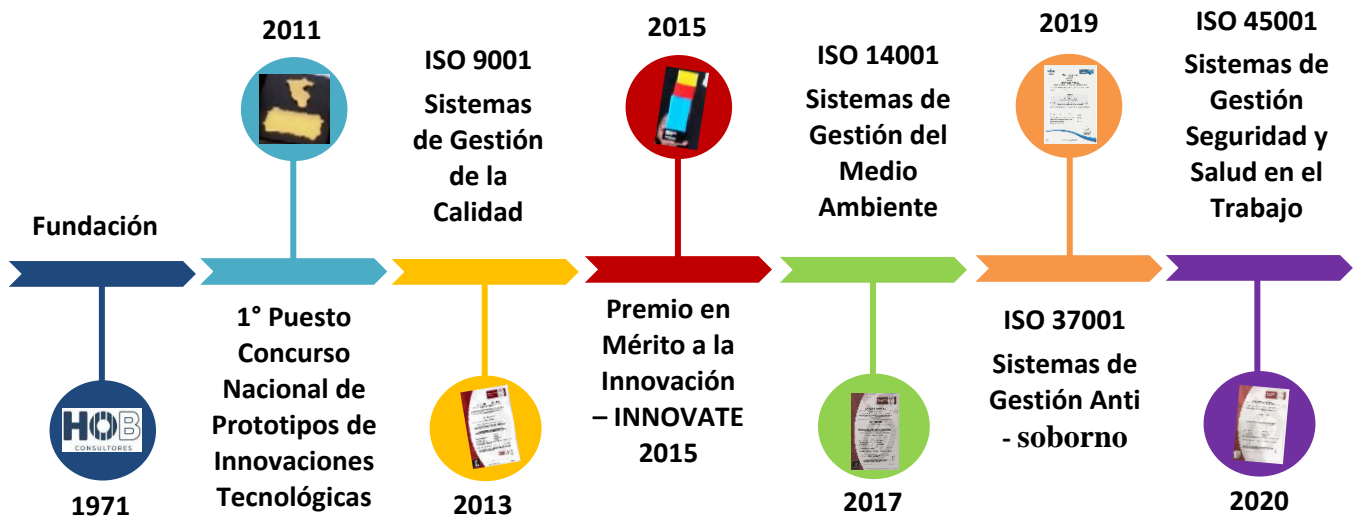 Fundación
HOB
CONSULTORES
1971
2011
1° Puesto
Concurso
Nacional de
Prototipos de
Innovaciones
Tecnológicas
ISO 9001
Sistemas
de Gestión
de la
Calidad
2013
2015
Premio en
Mérito a la
Innovación
– INNOVATE
2015
ISO 14001
Sistemas de
Gestión del
Medio
Ambiente
2017
2019
ISO 37001
Sistemas de
Gestión Anti
- soborno
ISO 45001
Sistemas de
Gestión
Seguridad y
Salud en el
Trabajo
2020